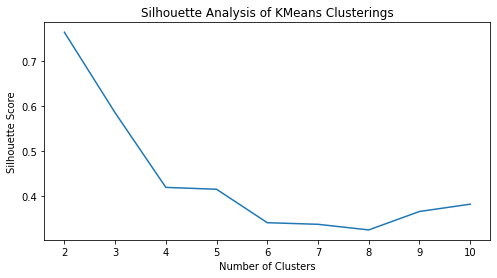 Silhouette Analysis of KMeans Clusterings
Silhouette Score
0.7
0.6
0.5
0.4
2 3 4 5 6 7 8 9 10
Number of Clusters